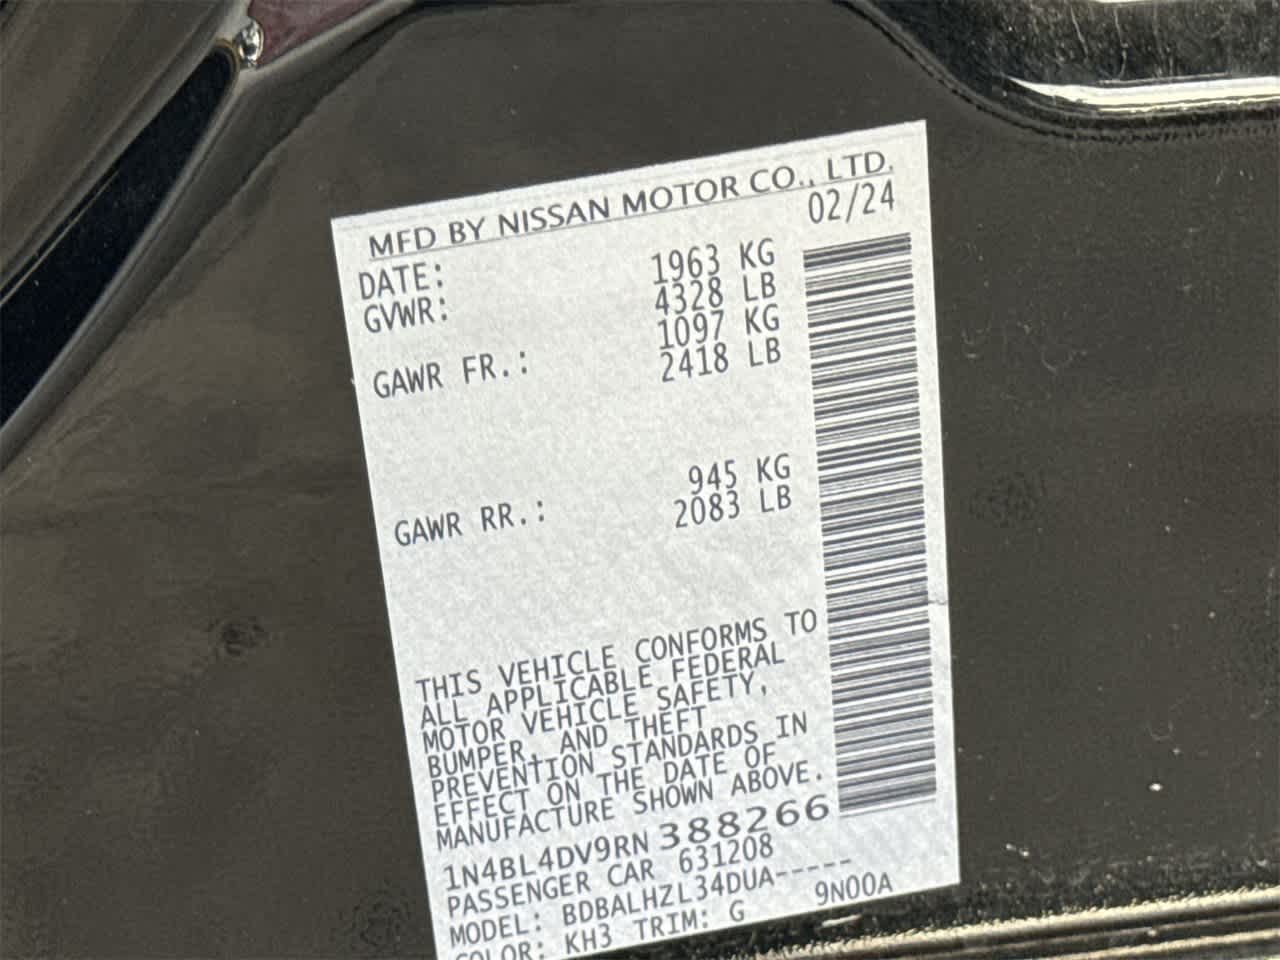 MFD BY NISSAN MOTOR CO., LTD.
DATE: 02/24
GVWR: 1963 KG
4328 LB
GAWR FR.: 1097 KG
2418 LB
GAWR RR.: 945 KG
2083 LB
THIS VEHICLE CONFORMS TO
ALL APPLICABLE FEDERAL
MOTOR VEHICLE SAFETY,
BUMPER, AND THEFT
PREVENTION STANDARDS IN
EFFECT ON THE DATE OF
MANUFACTURE SHOWN ABOVE.
1N4BL4DV9RN388266
PASSENGER CAR 631208
MODEL: BDBALHZL34DUA-----
COLOR: KH3 TRIM: G 9N00A